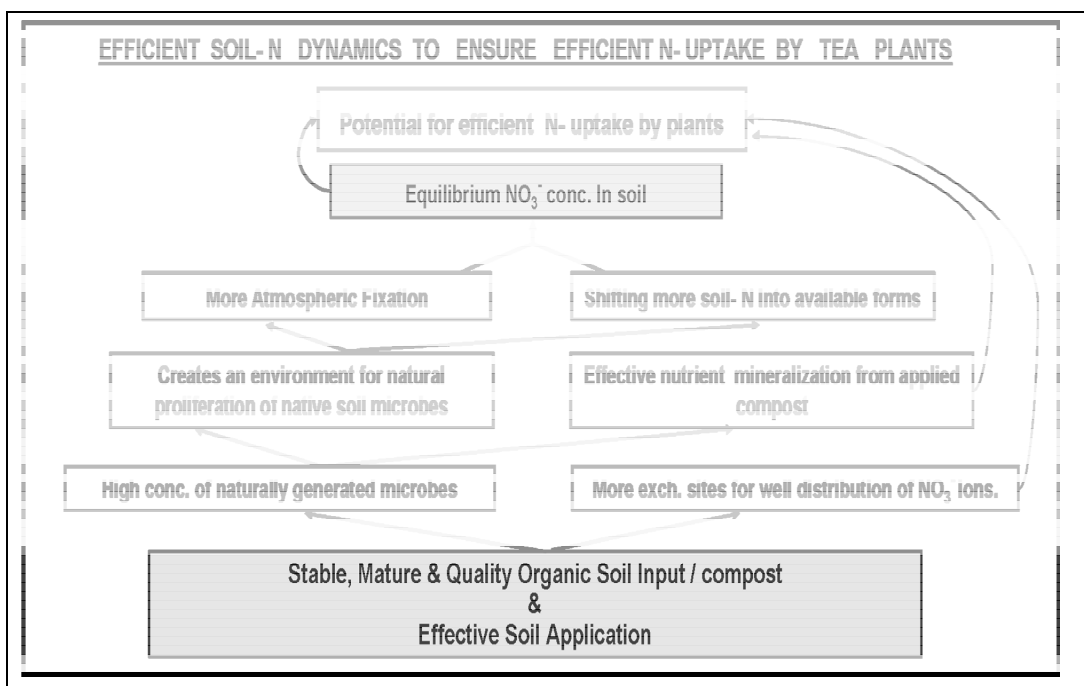 EFFICIENT SOIL- N DYNAMICS TO ENSURE EFFICIENT N- UPTAKE BY TEA PLANTS
Potential for efficient N- uptake by plants
Equilibrium NO₃⁻ conc. In soil
More Atmospheric Fixation
Shifting more soil- N into available forms
Creates an environment for natural
proliferation of native soil microbes
Effective nutrient mineralization from applied
compost
High conc. of naturally generated microbes
More exch. sites for well distribution of NO₃⁻ ions.
Stable, Mature & Quality Organic Soil Input / compost
&
Effective Soil Application